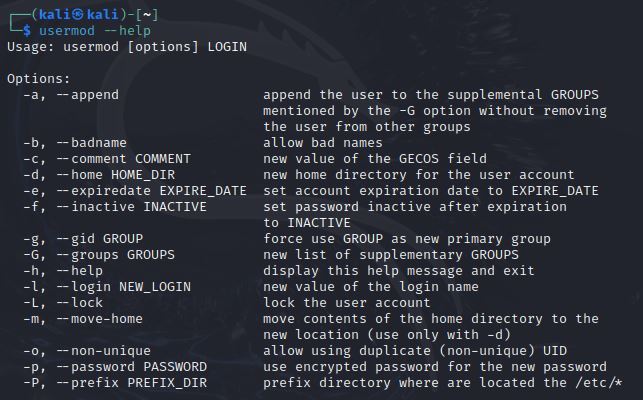 ┌──(kali㉿kali)-[~]
└─$ usermod --help
Usage: usermod [options] LOGIN

Options:
  -a, --append                  append the user to the supplemental GROUPS
                                mentioned by the -G option without removing
                                the user from other groups
  -b, --badname                 allow bad names
  -c, --comment COMMENT         new value of the GECOS field
  -d, --home HOME_DIR           new home directory for the user account
  -e, --expiredate EXPIRE_DATE  set account expiration date to EXPIRE_DATE
  -f, --inactive INACTIVE       set password inactive after expiration
                                to INACTIVE
  -g, --gid GROUP               force use GROUP as new primary group
  -G, --groups GROUPS           new list of supplementary GROUPS
  -h, --help                    display this help message and exit
  -l, --login NEW_LOGIN         new value of the login name
  -L, --lock                    lock the user account
  -m, --move-home               move contents of the home directory to the
                                new location (use only with -d)
  -o, --non-unique              allow using duplicate (non-unique) UID
  -p, --password PASSWORD       use encrypted password for the new password
  -P, --prefix PREFIX_DIR       prefix directory where are located the /etc/*